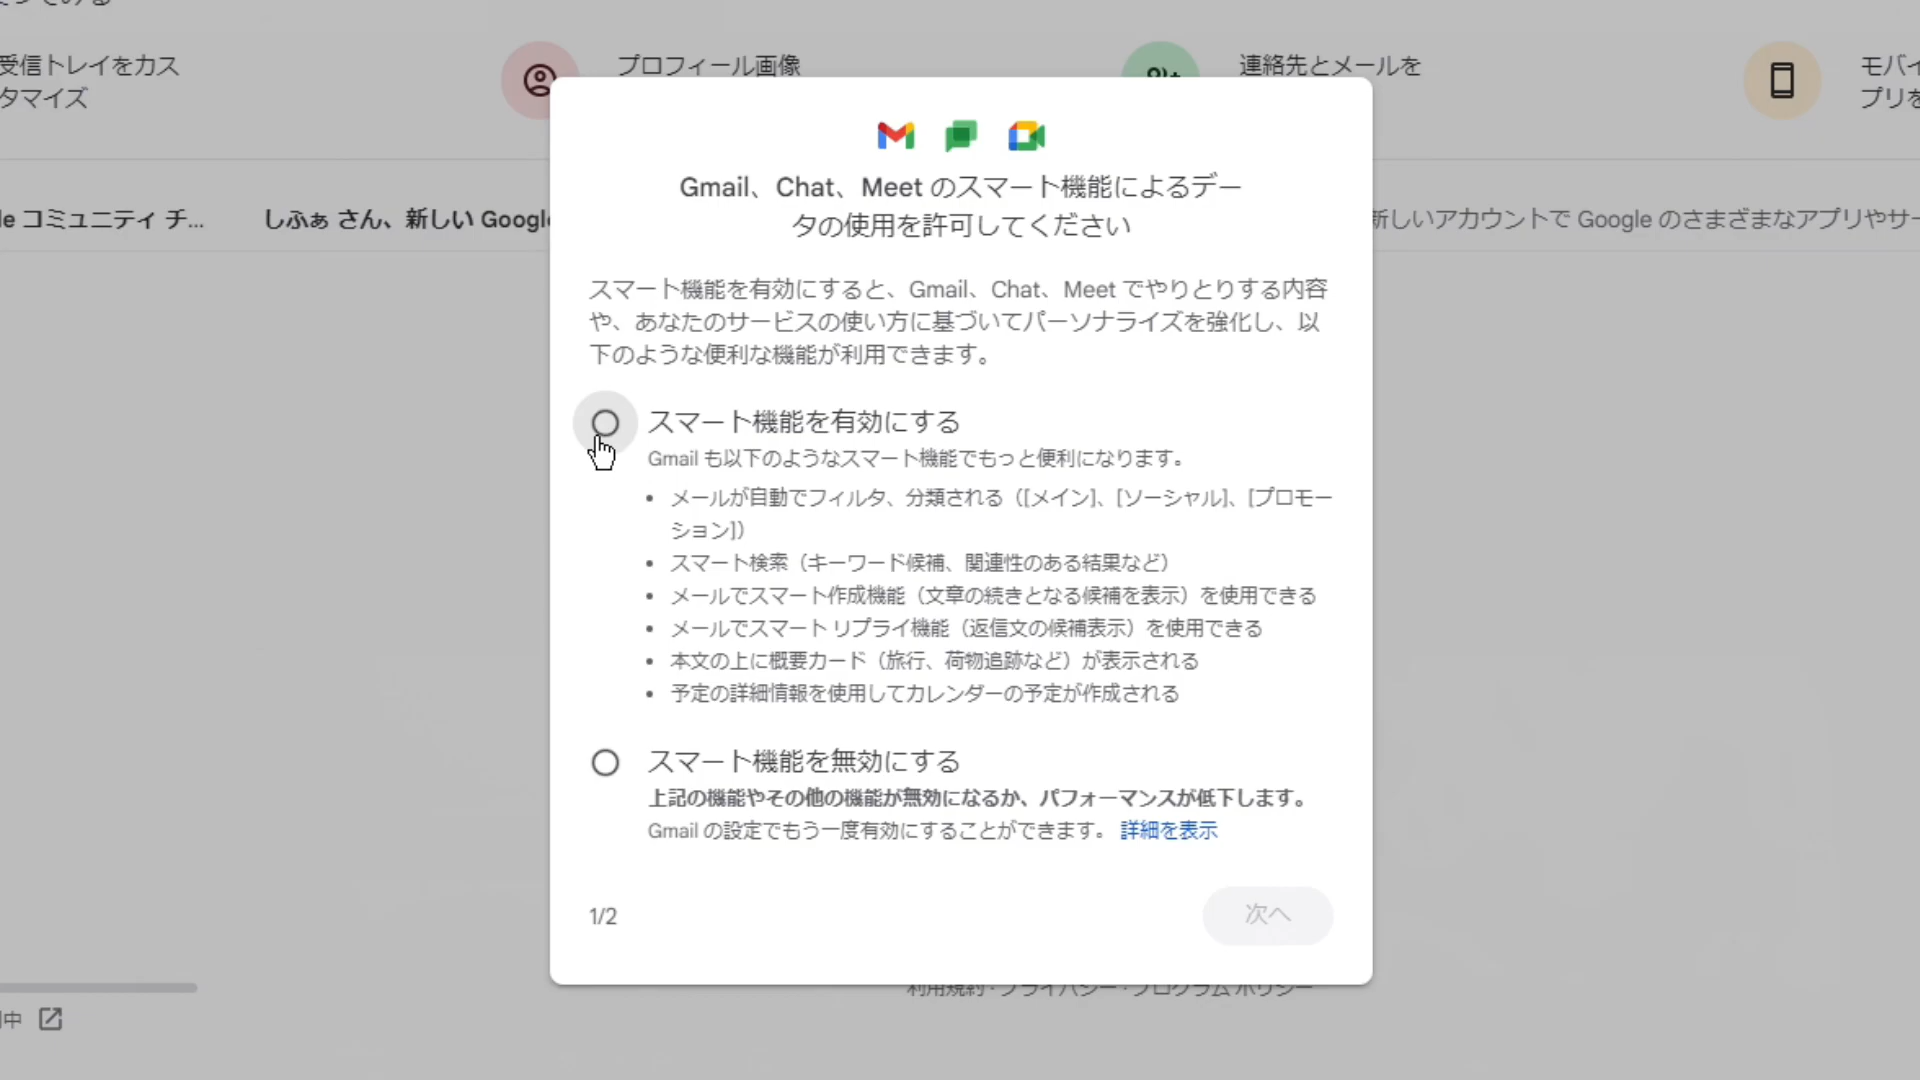 受信トレイをカス
タマイズ
プロフィール画像
連絡先とメールを
モバイ
プリを
le コミュニティ チ...
しふぁ さん、新しい Google
新しいアカウントで Google のさまざまなアプリやサー
Gmail、Chat、Meet のスマート機能によるデー
タの使用を許可してください
スマート機能を有効にすると、Gmail、Chat、Meet でやりとりする内容
や、あなたのサービスの使い方に基づいてパーソナライズを強化し、以
下のような便利な機能が利用できます。
スマート機能を有効にする
Gmail も以下のようなスマート機能でもっと便利になります。
• メールが自動でフィルタ、分類される（[メイン]、[ソーシャル]、[プロモー
ション]）
• スマート検索（キーワード候補、関連性のある結果など）
• メールでスマート作成機能（文章の続きとなる候補を表示）を使用できる
• メールでスマート リプライ機能（返信文の候補表示）を使用できる
• 本文の上に概要カード（旅行、荷物追跡など）が表示される
• 予定の詳細情報を使用してカレンダーの予定が作成される
スマート機能を無効にする
上記の機能やその他の機能が無効になるか、パフォーマンスが低下します。
Gmail の設定でもう一度有効にすることができます。 詳細を表示
1/2
次へ
利用規約 · プライバシー · プログラム ポリシー
中